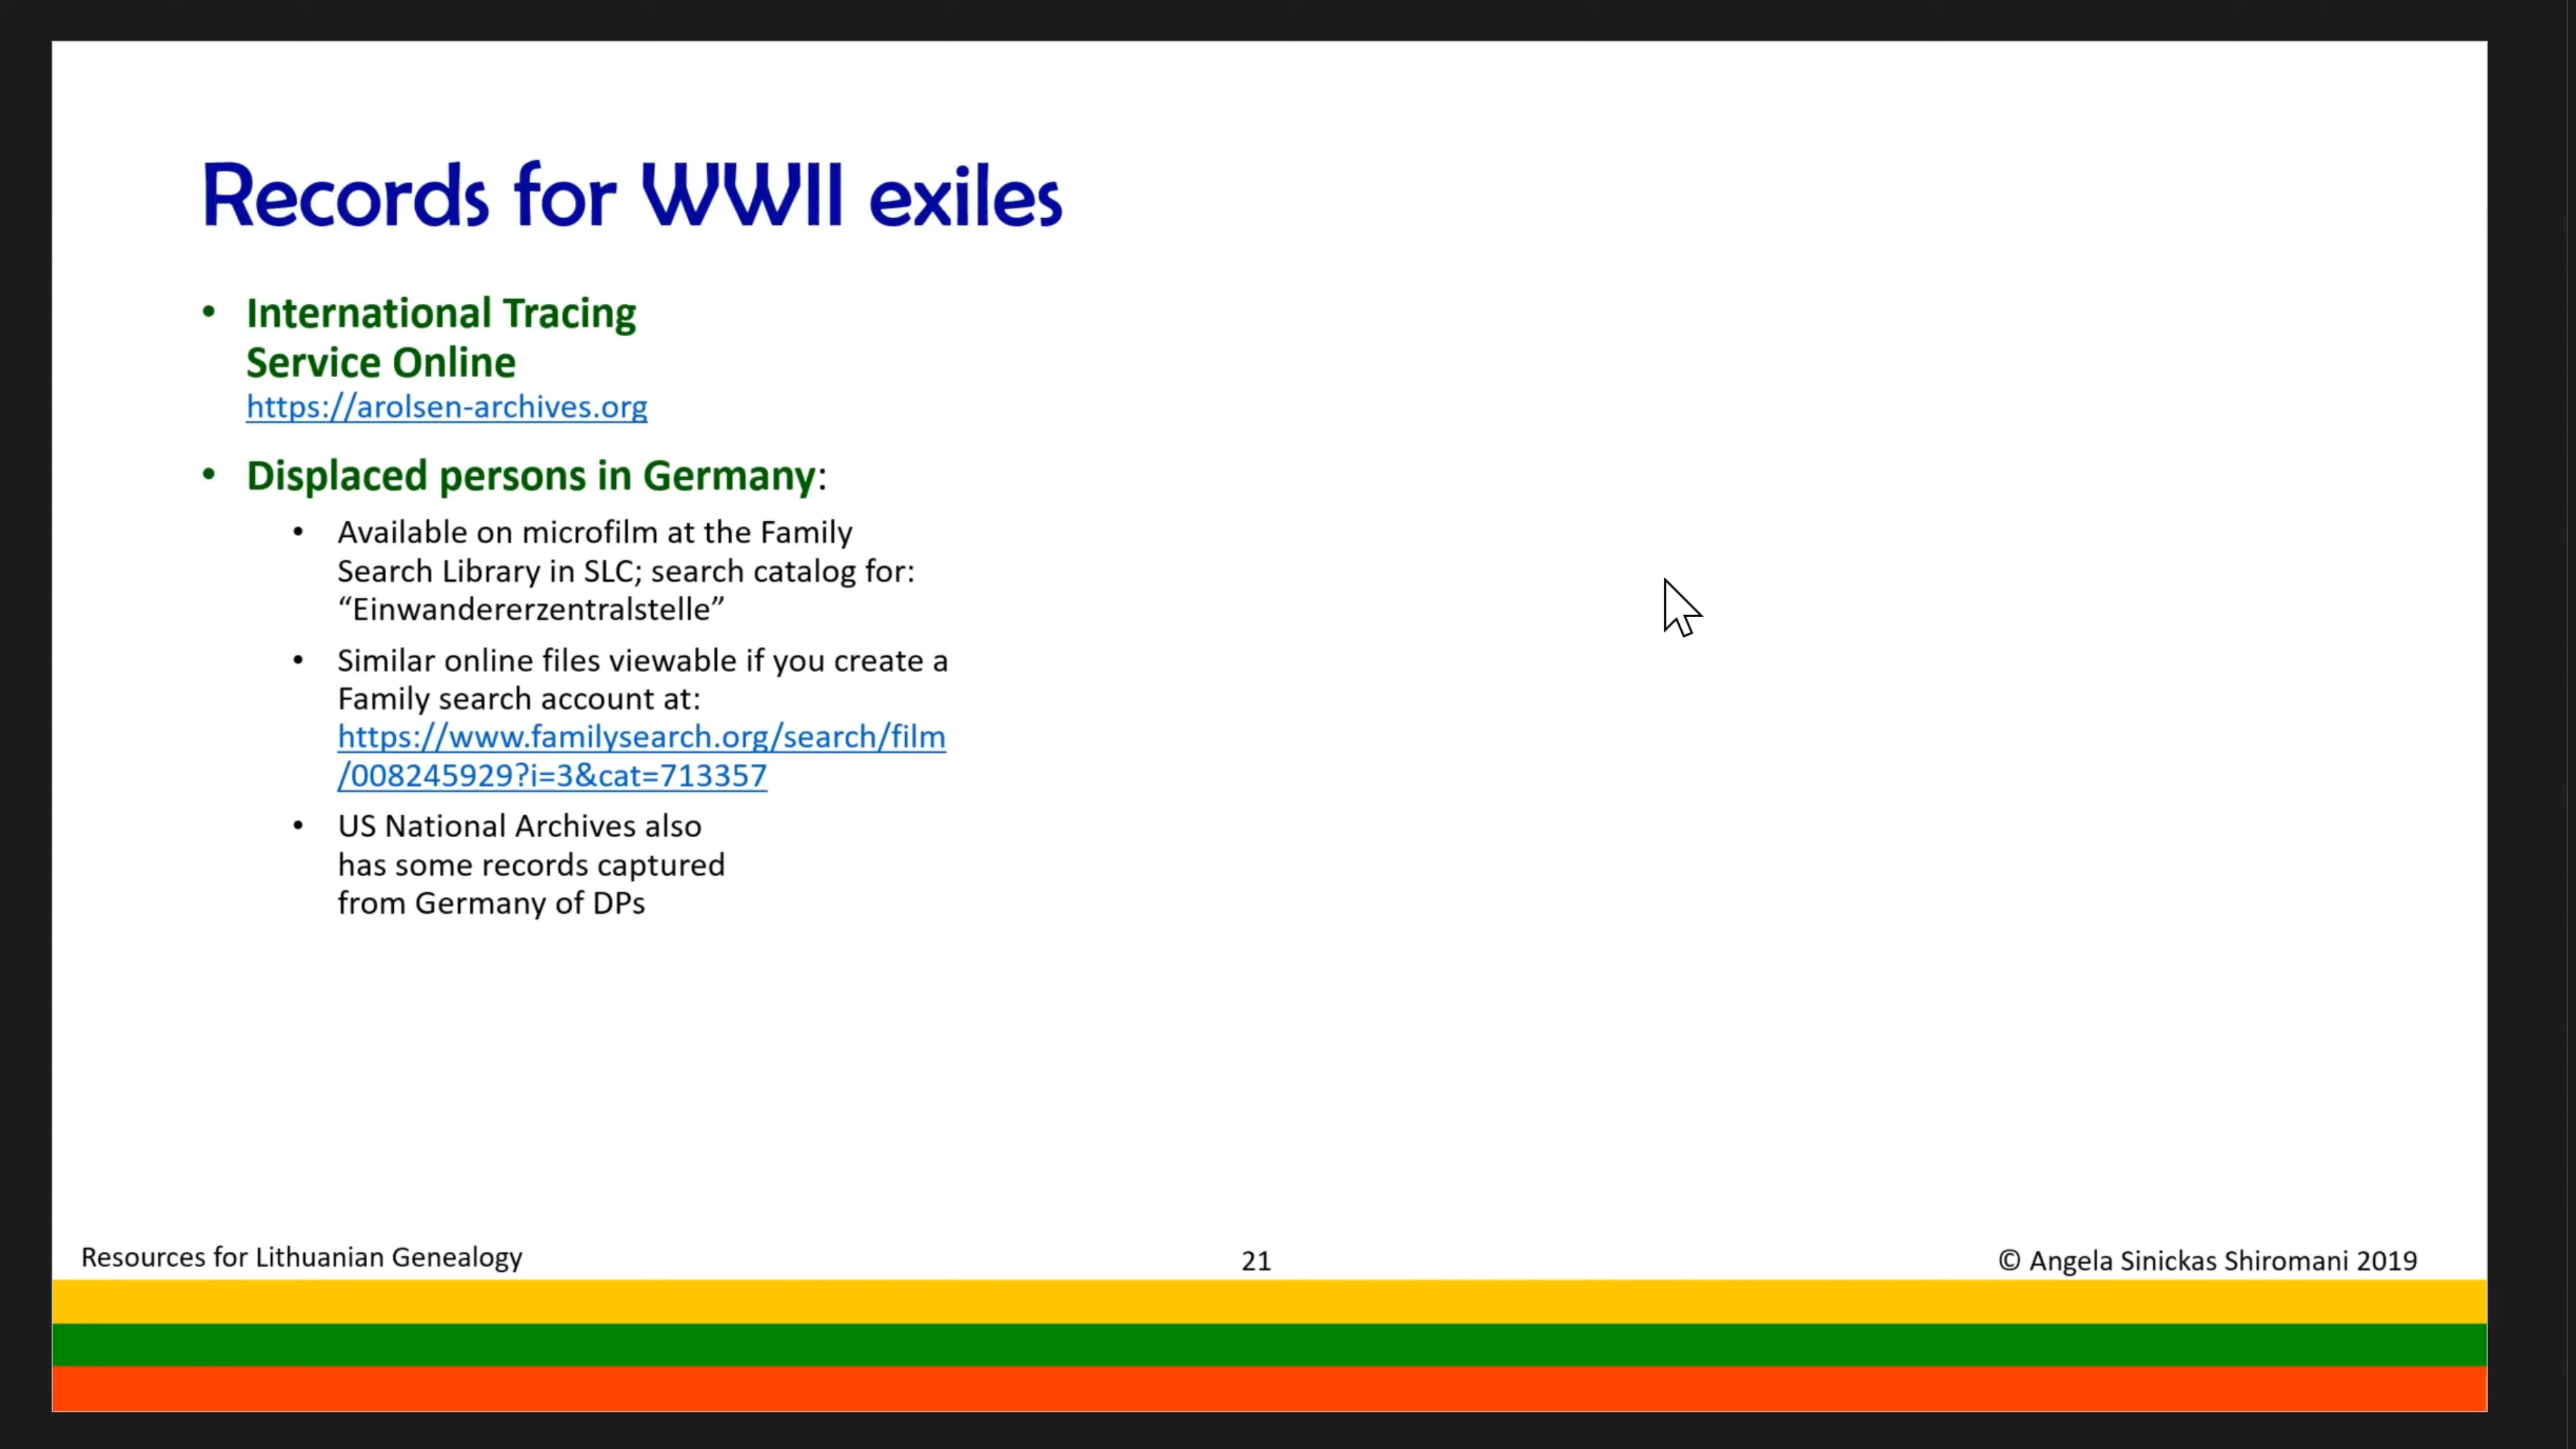 Records for WWII exiles
• International Tracing
Service Online
https://arolsen-archives.org
• Displaced persons in Germany:
• Available on microfilm at the Family
Search Library in SLC; search catalog for:
“Einwandererzentralstelle”
• Similar online files viewable if you create a
Family search account at:
https://www.familysearch.org/search/film
/008245929?i=3&cat=713357
• US National Archives also
has some records captured
from Germany of DPs
Resources for Lithuanian Genealogy
21
© Angela Sinickas Shiromani 2019